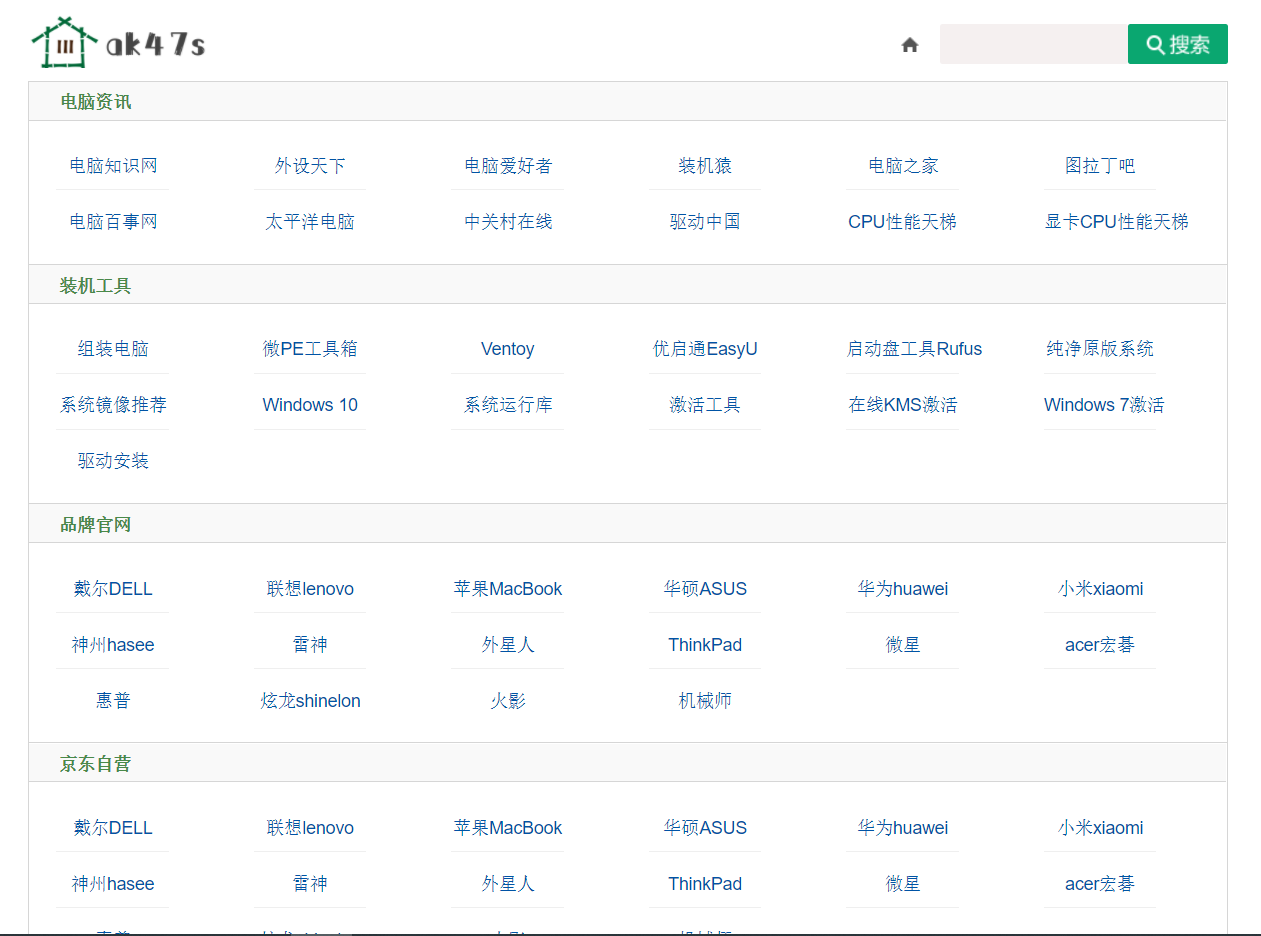 ak47s 搜索
电脑资讯
电脑知识网 外设天下 电脑爱好者 装机猿 电脑之家 图拉丁吧
电脑百事网 太平洋电脑 中关村在线 驱动中国 CPU性能天梯 显卡CPU性能天梯
装机工具
组装电脑 微PE工具箱 Ventoy 优启通EasyU 启动盘工具Rufus 纯净原版系统
系统镜像推荐 Windows 10 系统运行库 激活工具 在线KMS激活 Windows 7激活
驱动安装
品牌官网
戴尔DELL 联想lenovo 苹果MacBook 华硕ASUS 华为huawei 小米xiaomi
神州hasee 雷神 外星人 ThinkPad 微星 acer宏碁
惠普 炫龙shinelon 火影 机械师
京东自营
戴尔DELL 联想lenovo 苹果MacBook 华硕ASUS 华为huawei 小米xiaomi
神州hasee 雷神 外星人 ThinkPad 微星 acer宏碁